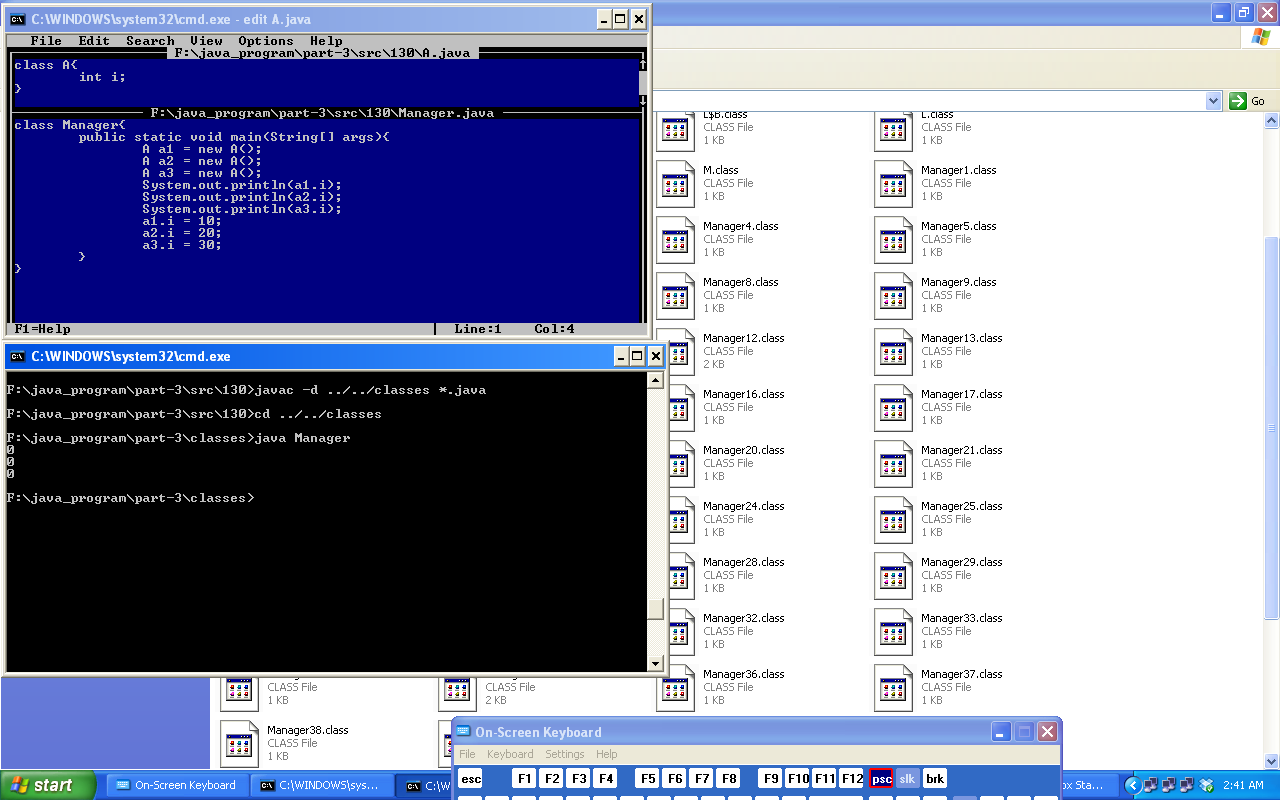 C:\WINDOWS\system32\cmd.exe - edit A.java
File Edit Search View Options Help
F:\java_program\part-3\src\130\A.java
class A{
int i;
}
F:\java_program\part-3\src\130\Manager.java
class Manager{
public static void main(String[] args){
A a1 = new A();
A a2 = new A();
A a3 = new A();
System.out.println(a1.i);
System.out.println(a2.i);
System.out.println(a3.i);
a1.i = 10;
a2.i = 20;
a3.i = 30;
}
}
F1=Help Line:1 Col:4
C:\WINDOWS\system32\cmd.exe
F:\java_program\part-3\src\130>javac -d ../../classes *.java
F:\java_program\part-3\src\130>cd ../../classes
F:\java_program\part-3\classes>java Manager
0
0
0
F:\java_program\part-3\classes>
Go
L$B.class
CLASS File
1 KB
L.class
CLASS File
1 KB
M.class
CLASS File
1 KB
Manager1.class
CLASS File
1 KB
Manager4.class
CLASS File
1 KB
Manager5.class
CLASS File
1 KB
Manager8.class
CLASS File
1 KB
Manager9.class
CLASS File
1 KB
Manager12.class
CLASS File
2 KB
Manager13.class
CLASS File
1 KB
Manager16.class
CLASS File
1 KB
Manager17.class
CLASS File
1 KB
Manager20.class
CLASS File
1 KB
Manager21.class
CLASS File
1 KB
Manager24.class
CLASS File
1 KB
Manager25.class
CLASS File
1 KB
Manager28.class
CLASS File
1 KB
Manager29.class
CLASS File
1 KB
Manager32.class
CLASS File
1 KB
Manager33.class
CLASS File
1 KB
CLASS File
1 KB
CLASS File
2 KB
Manager36.class
CLASS File
1 KB
Manager37.class
CLASS File
1 KB
Manager38.class
CLASS File
1 KB
On-Screen Keyboard
File Keyboard Settings Help
esc F1 F2 F3 F4 F5 F6 F7 F8 F9 F10 F11 F12 psc slk brk
start On-Screen Keyboard C:\WINDOWS\sys... C:\W ox Sta... 2:41 AM